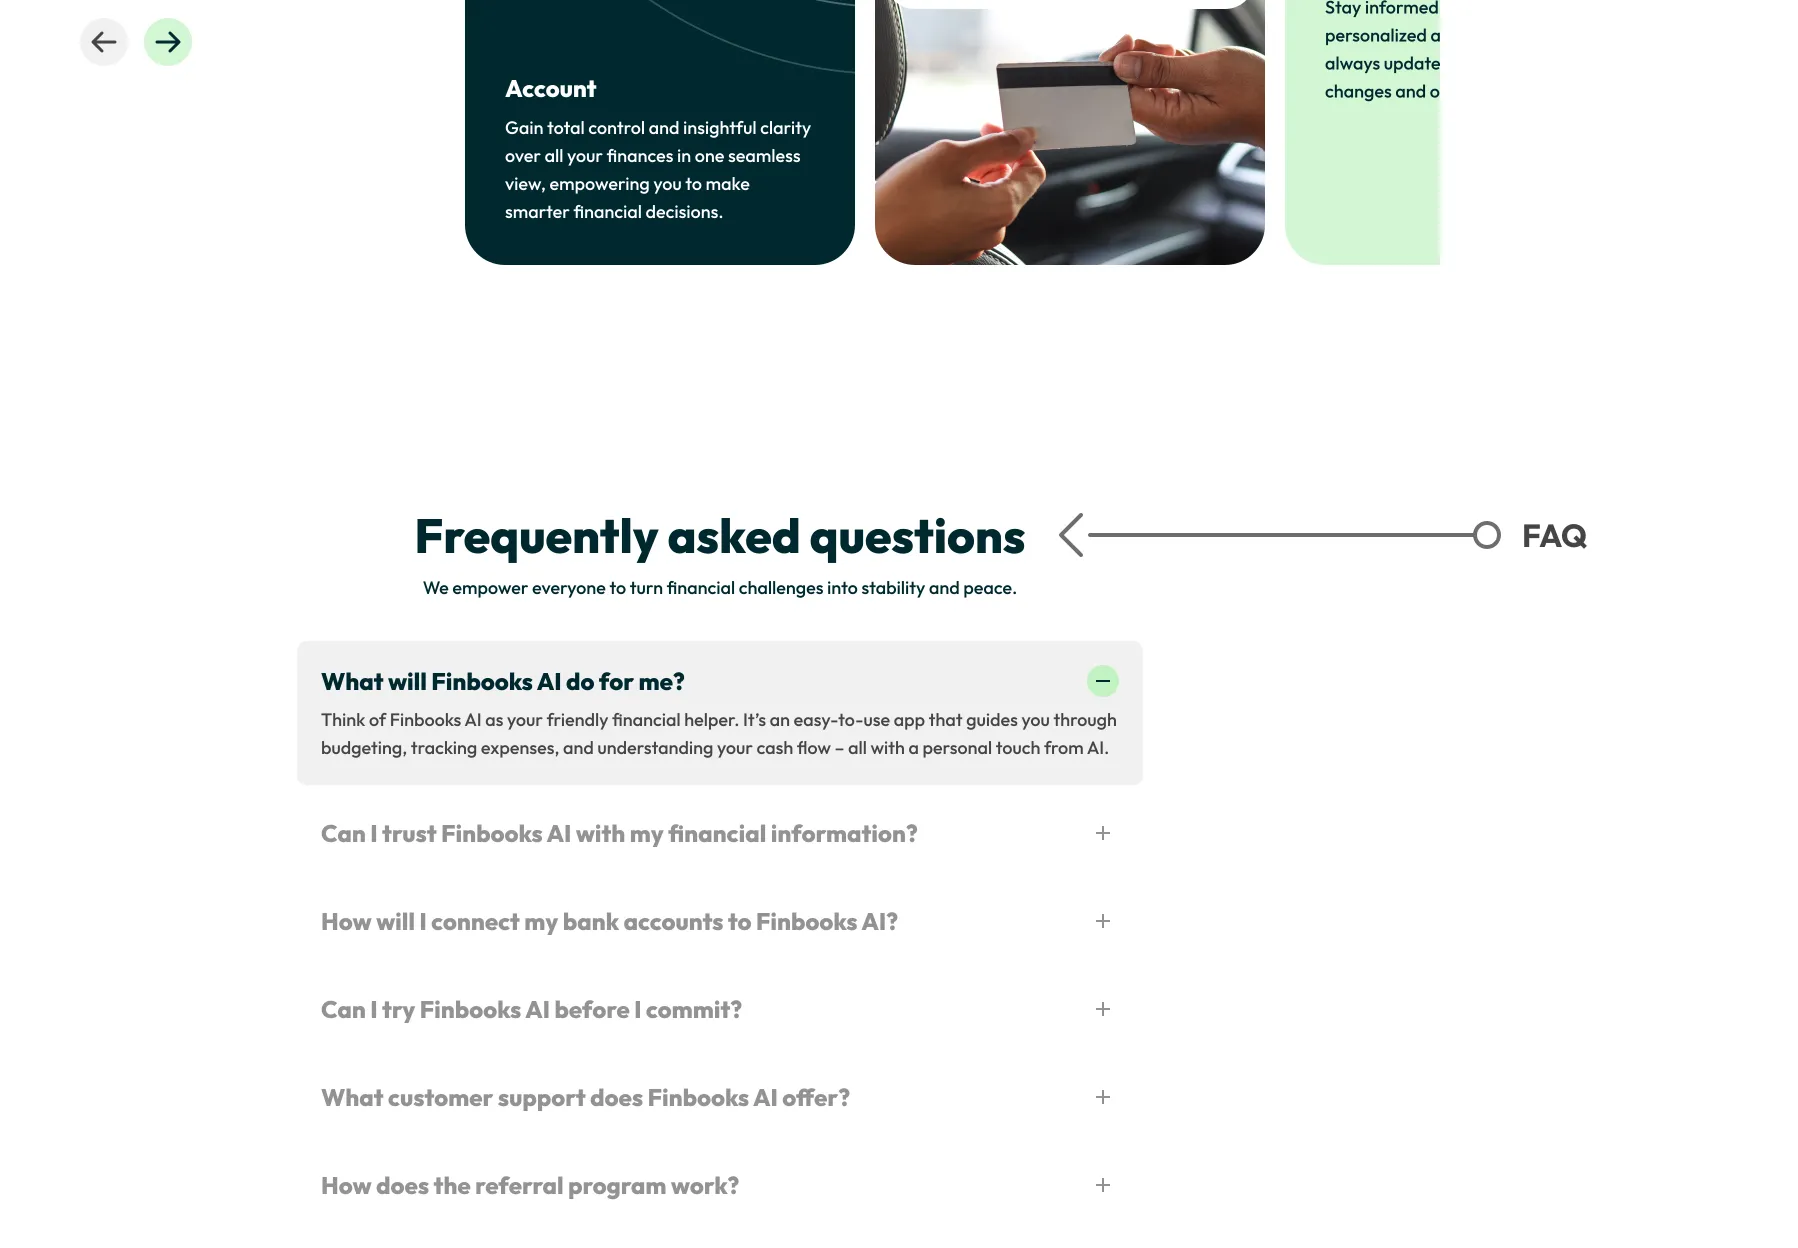 Account
Gain total control and insightful clarity
over all your finances in one seamless
view, empowering you to make
smarter financial decisions.
Stay informed
personalized a
always update
changes and o
Frequently asked questions
FAQ
We empower everyone to turn financial challenges into stability and peace.
What will Finbooks AI do for me?
Think of Finbooks AI as your friendly financial helper. It’s an easy-to-use app that guides you through
budgeting, tracking expenses, and understanding your cash flow – all with a personal touch from AI.
Can I trust Finbooks AI with my financial information?
How will I connect my bank accounts to Finbooks AI?
Can I try Finbooks AI before I commit?
What customer support does Finbooks AI offer?
How does the referral program work?